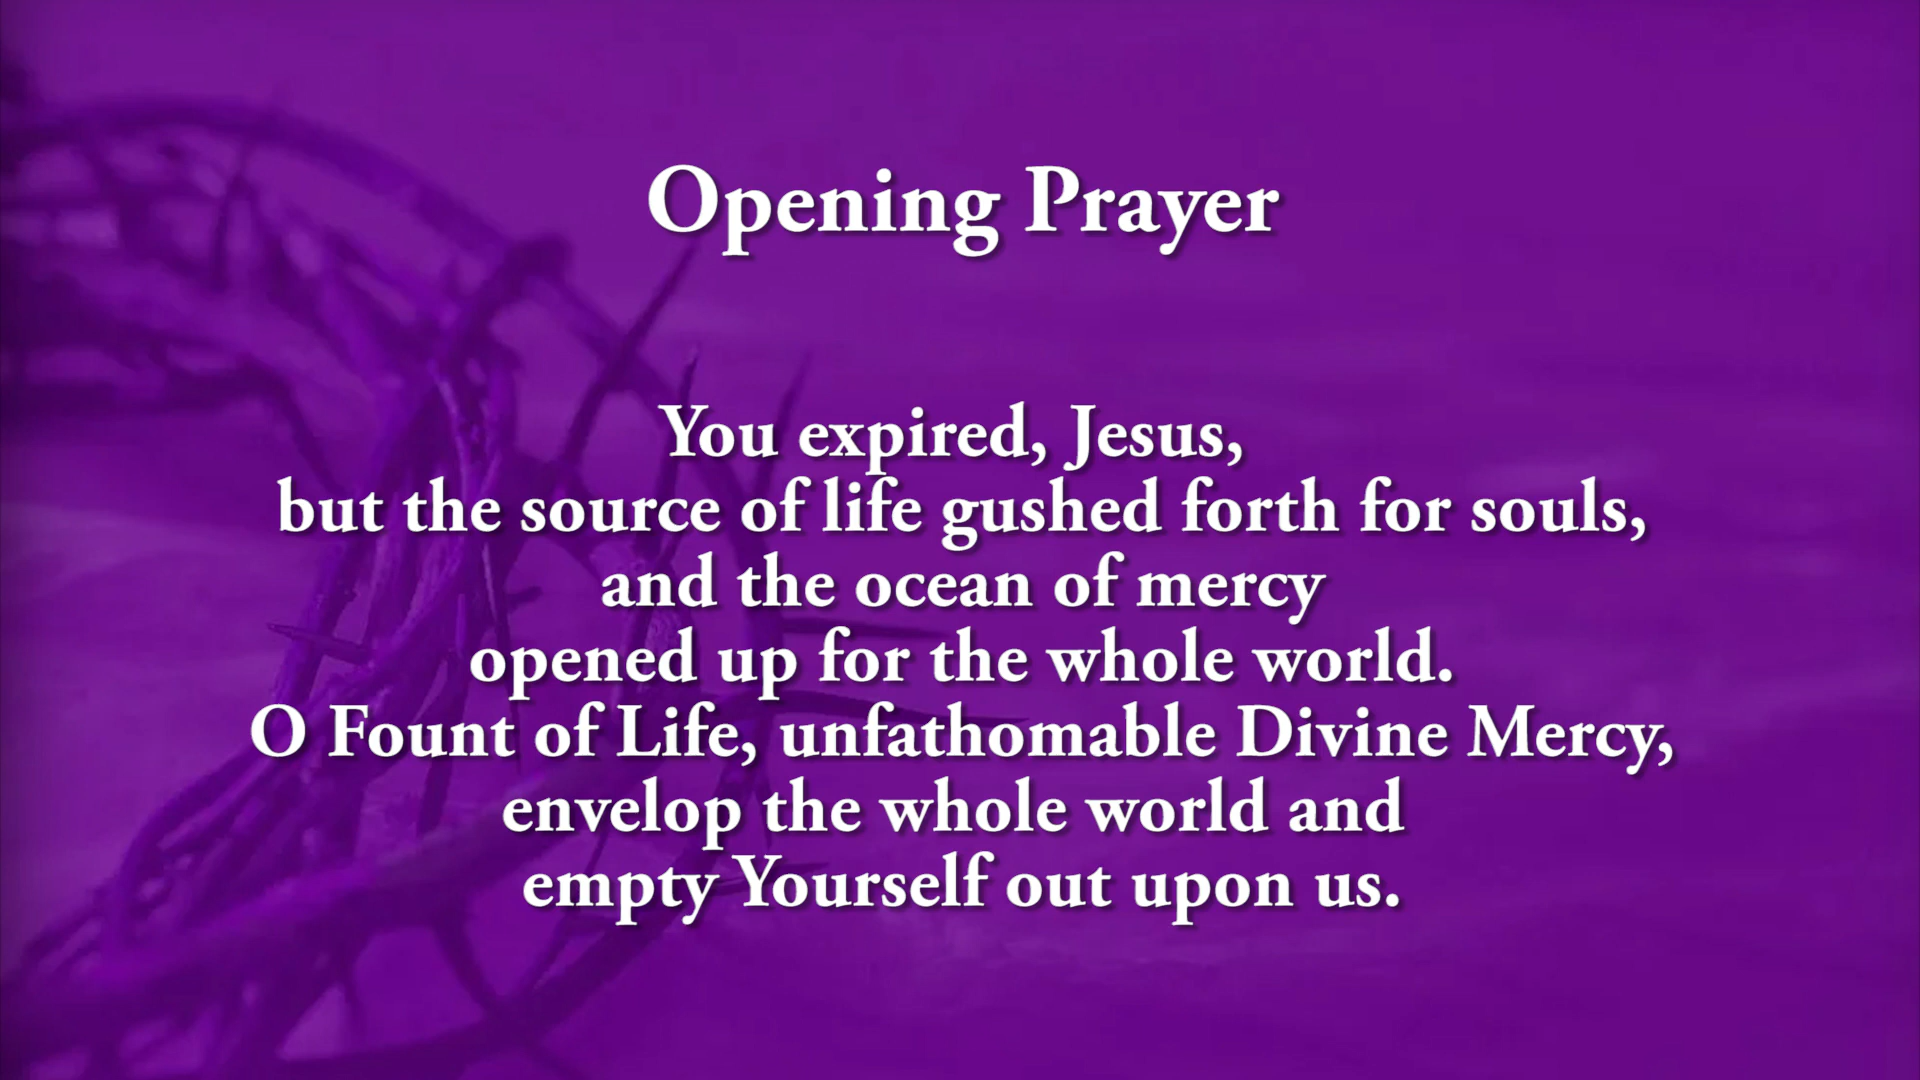 Opening Prayer
You expired, Jesus,
but the source of life gushed forth for souls,
and the ocean of mercy
opened up for the whole world.
O Fount of Life, unfathomable Divine Mercy,
envelop the whole world and
empty Yourself out upon us.